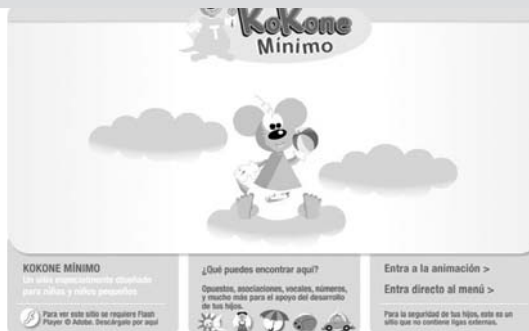 KoKone
Mínimo
KOKONE MÍNIMO
Un sitio especialmente diseñado
para niños y niñas pequeños
Para ver este sitio se requiere Flash
Player © Adobe. Descárgalo por aquí
¿Qué puedes encontrar aquí?
Opuestos, asociaciones, vocales, números,
y mucho más para el apoyo del desarrollo
de tus hijos.
Entra a la animación >
Entra directo al menú >
Para la seguridad de tus hijos, este es un
sitio que no contiene ligas externas.